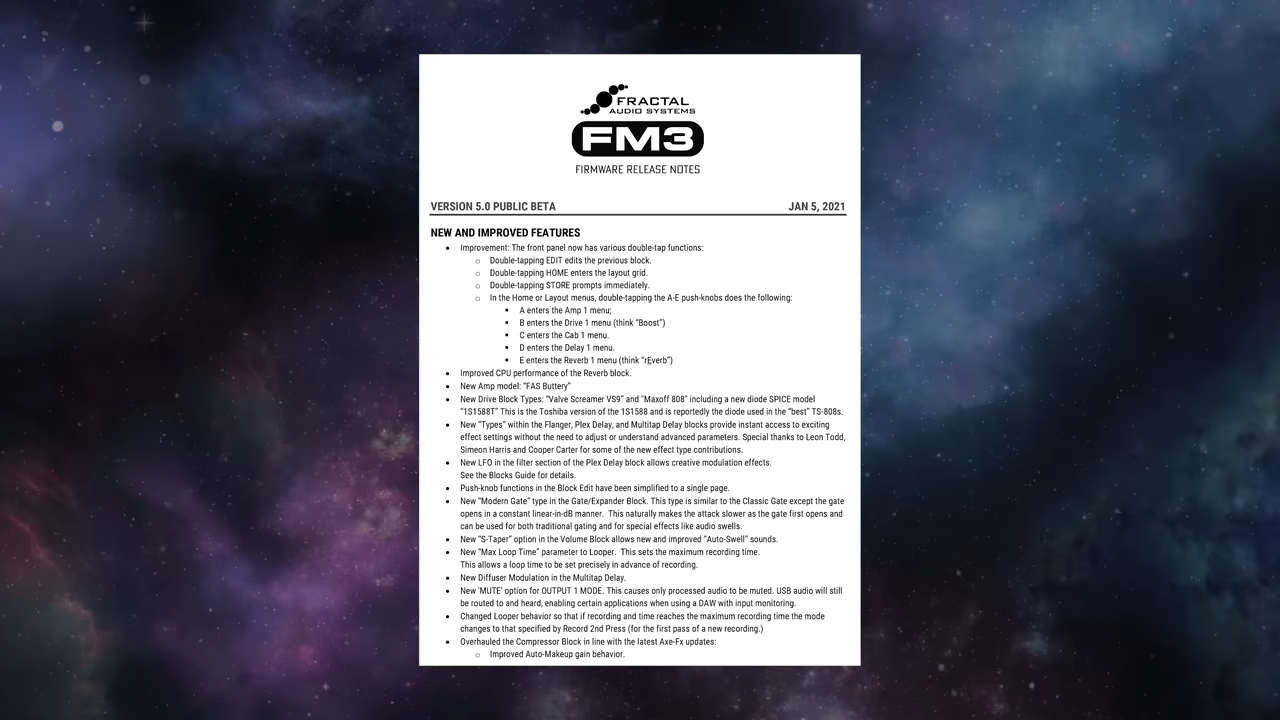 FRACTAL
AUDIO SYSTEMS
FM3
FIRMWARE RELEASE NOTES
VERSION 5.0 PUBLIC BETA JAN 5, 2021
NEW AND IMPROVED FEATURES
• Improvement: The front panel now has various double-tap functions:
o Double-tapping EDIT edits the previous block.
o Double-tapping HOME enters the layout grid.
o Double-tapping STORE prompts immediately.
o In the Home or Layout menus, double-tapping the A-E push-knobs does the following:
▪ A enters the Amp 1 menu;
▪ B enters the Drive 1 menu (think “Boost”)
▪ C enters the Cab 1 menu.
▪ D enters the Delay 1 menu.
▪ E enters the Reverb 1 menu (think “rEverb”)
• Improved CPU performance of the Reverb block.
• New Amp model: “FAS Buttery”
• New Drive Block Types: “Valve Screamer VS9” and "Maxoff 808" including a new diode SPICE model
“1S1588T” This is the Toshiba version of the 1S1588 and is reportedly the diode used in the “best” TS-808s.
• New “Types” within the Flanger, Plex Delay, and Multitap Delay blocks provide instant access to exciting
effect settings without the need to adjust or understand advanced parameters. Special thanks to Leon Todd,
Simeon Harris and Cooper Carter for some of the new effect type contributions.
• New LFO in the filter section of the Plex Delay block allows creative modulation effects.
See the Blocks Guide for details.
• Push-knob functions in the Block Edit have been simplified to a single page.
• New “Modern Gate” type in the Gate/Expander Block. This type is similar to the Classic Gate except the gate
opens in a constant linear-in-dB manner. This naturally makes the attack slower as the gate first opens and
can be used for both traditional gating and for special effects like audio swells.
• New “S-Taper” option in the Volume Block allows new and improved “Auto-Swell” sounds.
• New “Max Loop Time” parameter to Looper. This sets the maximum recording time.
This allows a loop time to be set precisely in advance of recording.
• New Diffuser Modulation in the Multitap Delay.
• New 'MUTE' option for OUTPUT 1 MODE. This causes only processed audio to be muted. USB audio will still
be routed to and heard, enabling certain applications when using a DAW with input monitoring.
• Changed Looper behavior so that if recording and time reaches the maximum recording time the mode
changes to that specified by Record 2nd Press (for the first pass of a new recording.)
• Overhauled the Compressor Block in line with the latest Axe-Fx updates:
o Improved Auto-Makeup gain behavior.